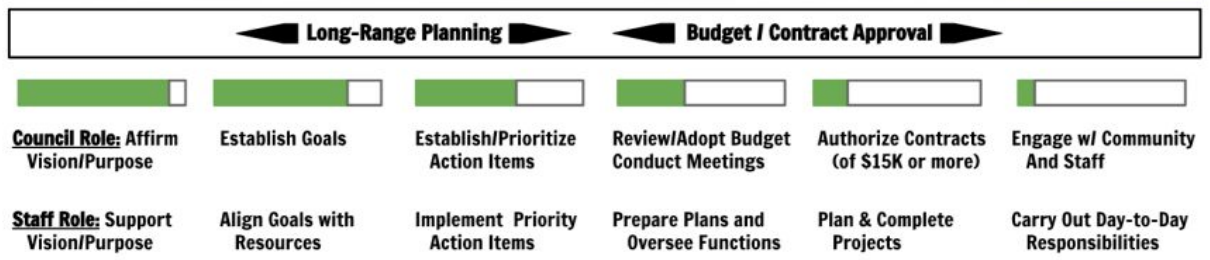 Long-Range Planning
Budget / Contract Approval
Council Role: Affirm
Vision/Purpose
Establish Goals
Establish/Prioritize
Action Items
Review/Adopt Budget
Conduct Meetings
Authorize Contracts
(of $15K or more)
Engage w/ Community
And Staff
Staff Role: Support
Vision/Purpose
Align Goals with
Resources
Implement Priority
Action Items
Prepare Plans and
Oversee Functions
Plan & Complete
Projects
Carry Out Day-to-Day
Responsibilities